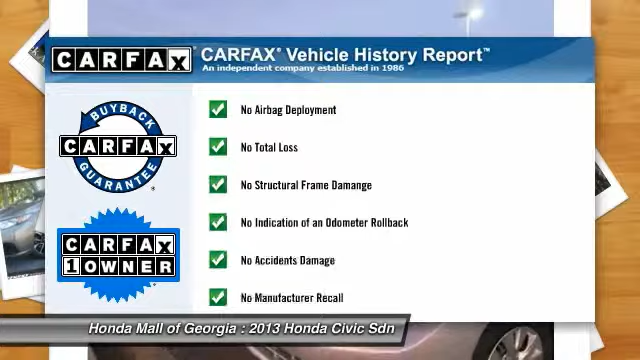 CARFAX
CARFAX® Vehicle History Report™
An independent company established in 1986
BUYBACK
CARFAX
GUARANTEE
®
CARFAX
1 OWNER
No Airbag Deployment
No Total Loss
No Structural Frame Damange
No Indication of an Odometer Rollback
No Accidents Damage
No Manufacturer Recall
Honda Mall of Georgia : 2013 Honda Civic Sdn